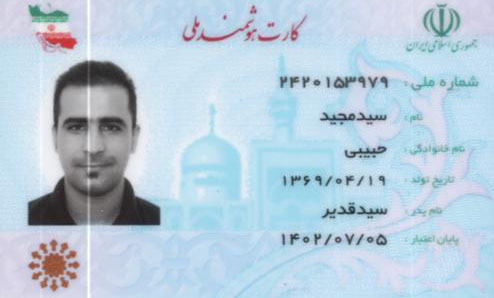 کارت هوشمند ملی
جمهوری اسلامی ایران
شماره ملی: ۲۴۲۰۱۵۳۹۷۹
نام: سیدمجید
نام خانوادگی: حبیبی
تاریخ تولد: ۱۳۶۹/۰۴/۱۹
نام پدر: سیدقدیر
پایان اعتبار: ۱۴۰۲/۰۷/۰۵